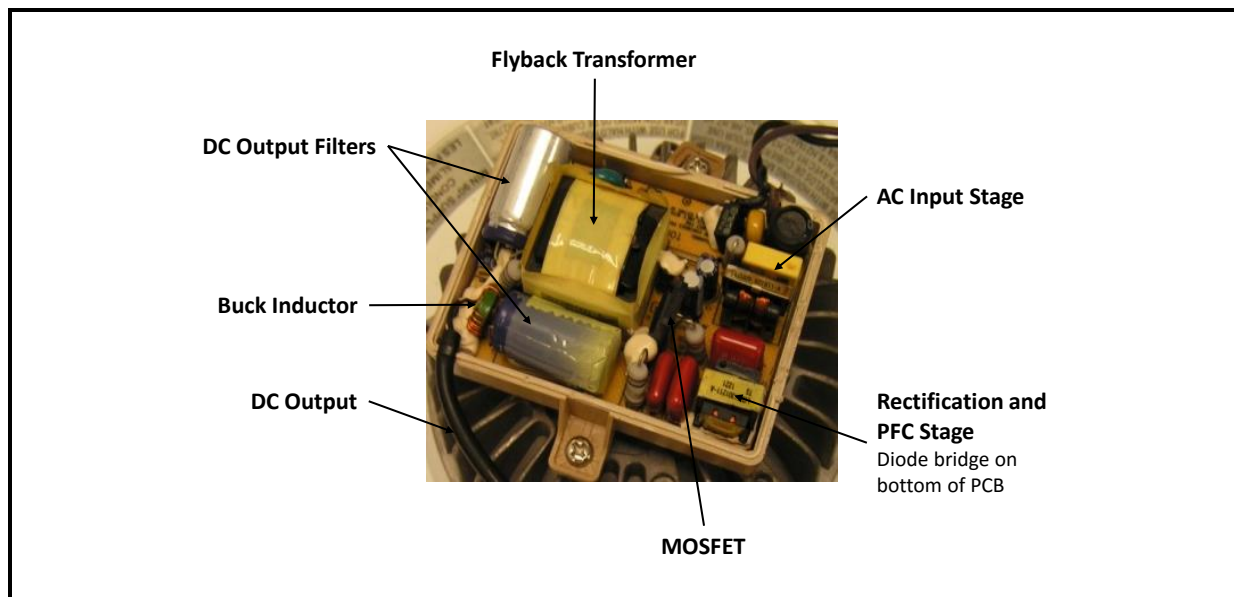 Flyback Transformer
DC Output Filters
AC Input Stage
Buck Inductor
DC Output
Rectification and
PFC Stage
Diode bridge on
bottom of PCB
MOSFET